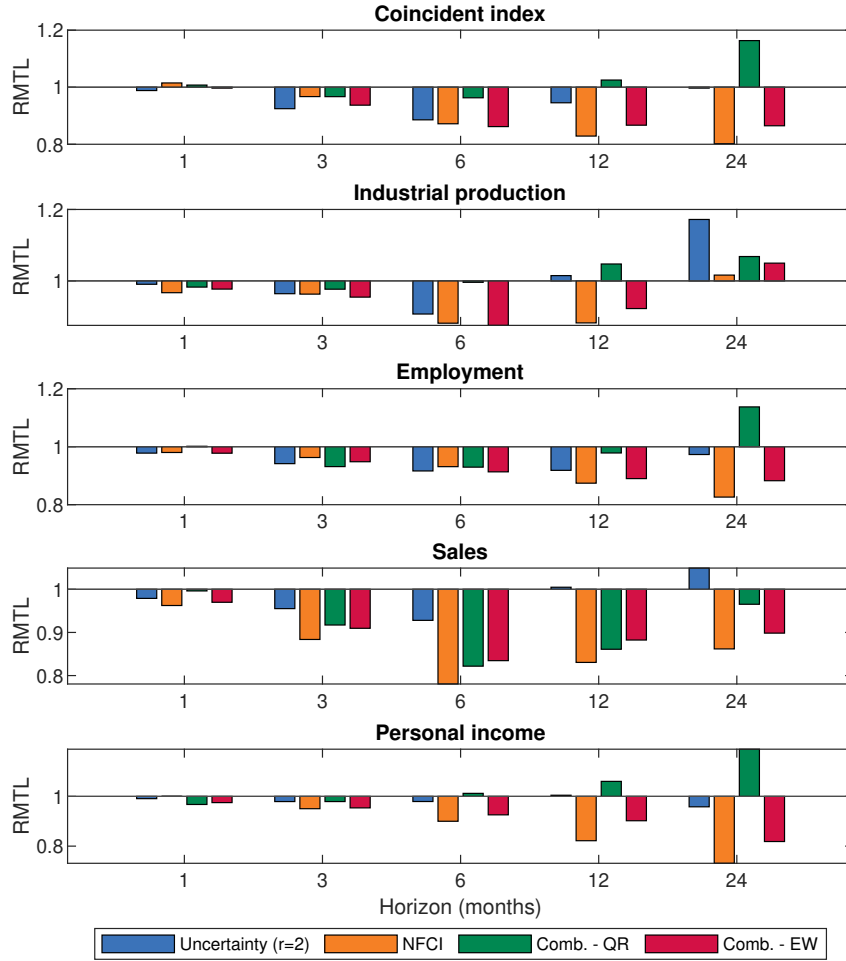 Coincident index
1.2
1
0.8
RMTL
1 3 6 12 24
Industrial production
1.2
1
RMTL
1 3 6 12 24
Employment
1.2
1
0.8
RMTL
1 3 6 12 24
Sales
1
0.9
0.8
RMTL
1 3 6 12 24
Personal income
1
0.8
RMTL
1 3 6 12 24
Horizon (months)
Uncertainty (r=2) NFCI Comb. - QR Comb. - EW